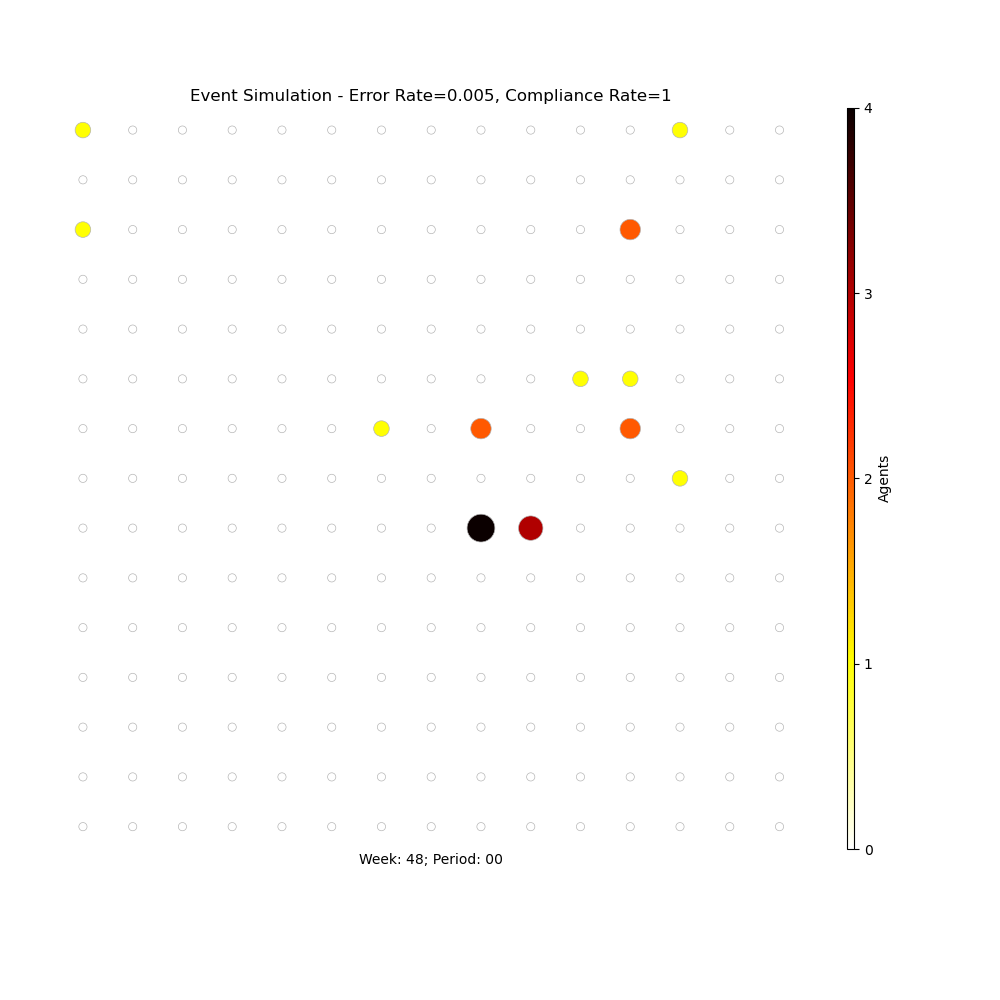 Event Simulation - Error Rate=0.005, Compliance Rate=1
4
3
2
1
0
Agents
Week: 48; Period: 00